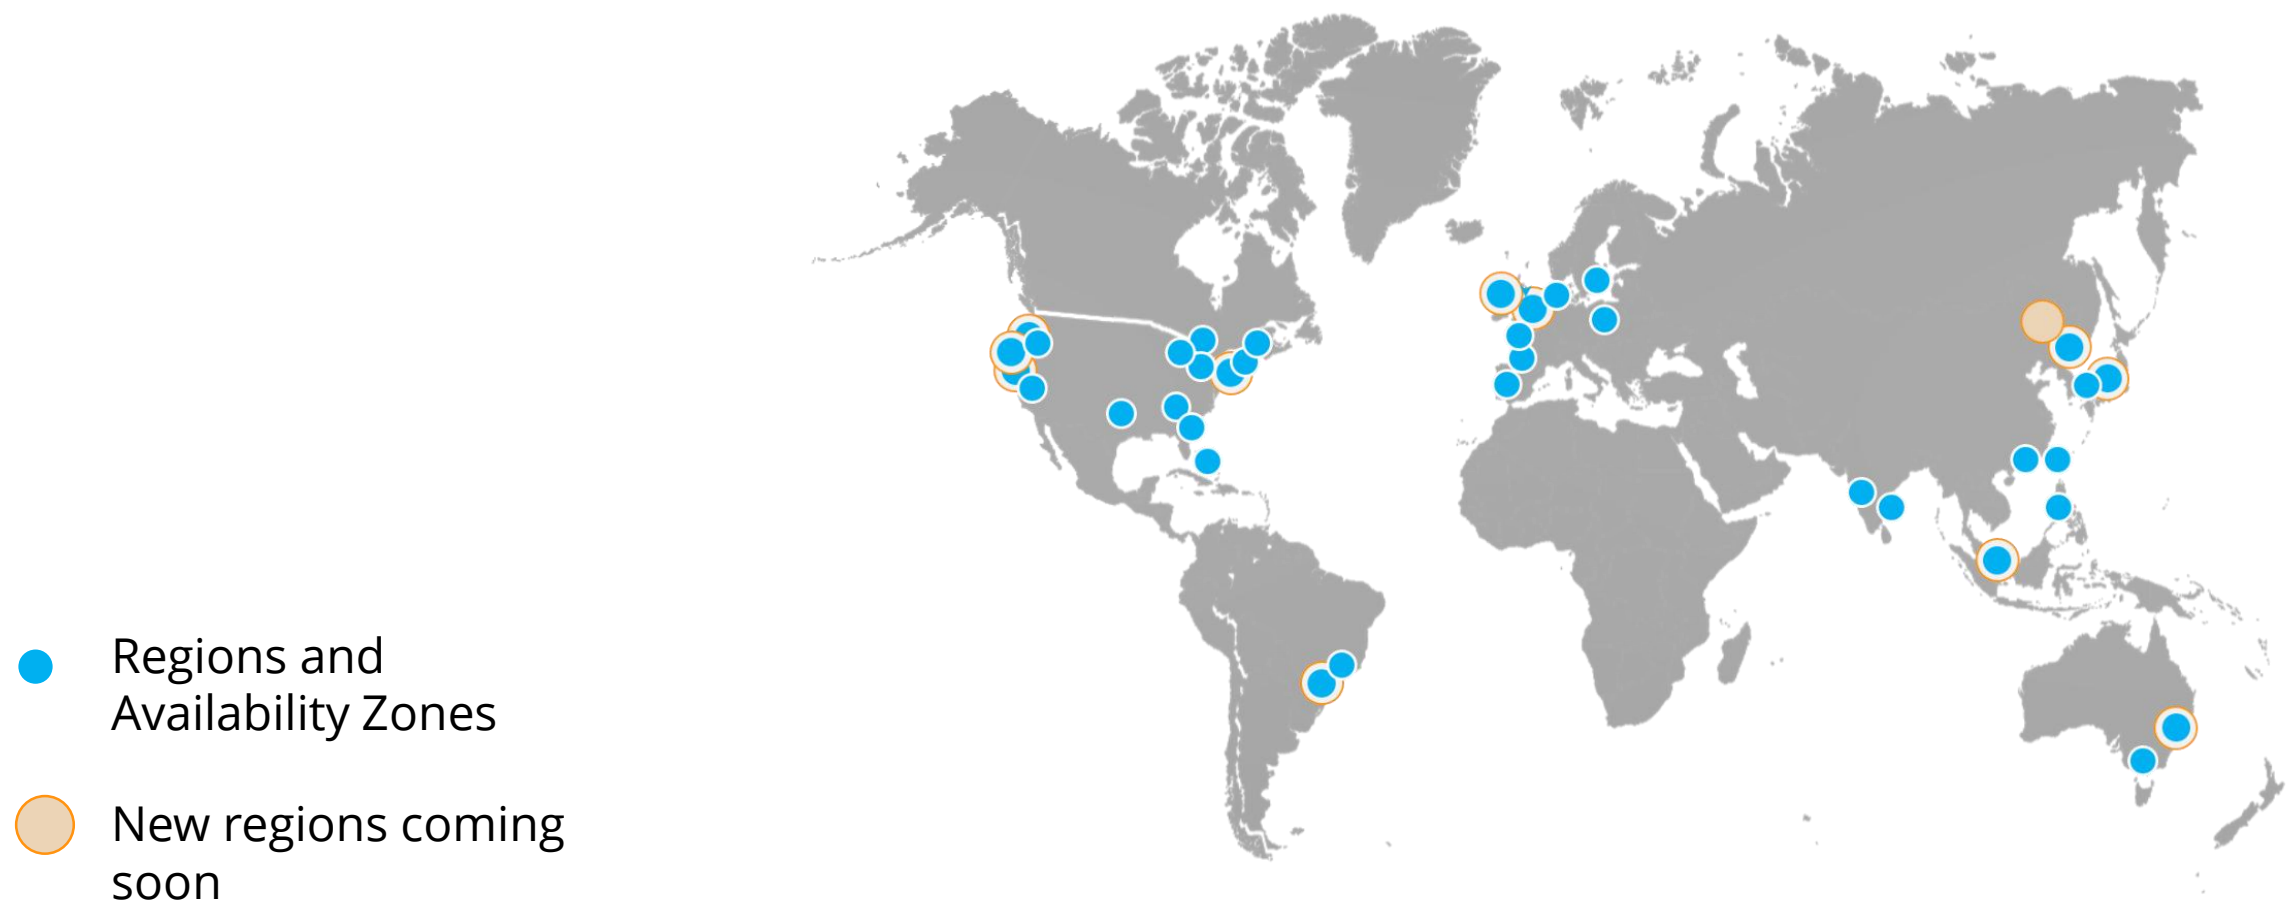 Regions and
Availability Zones
New regions coming
soon